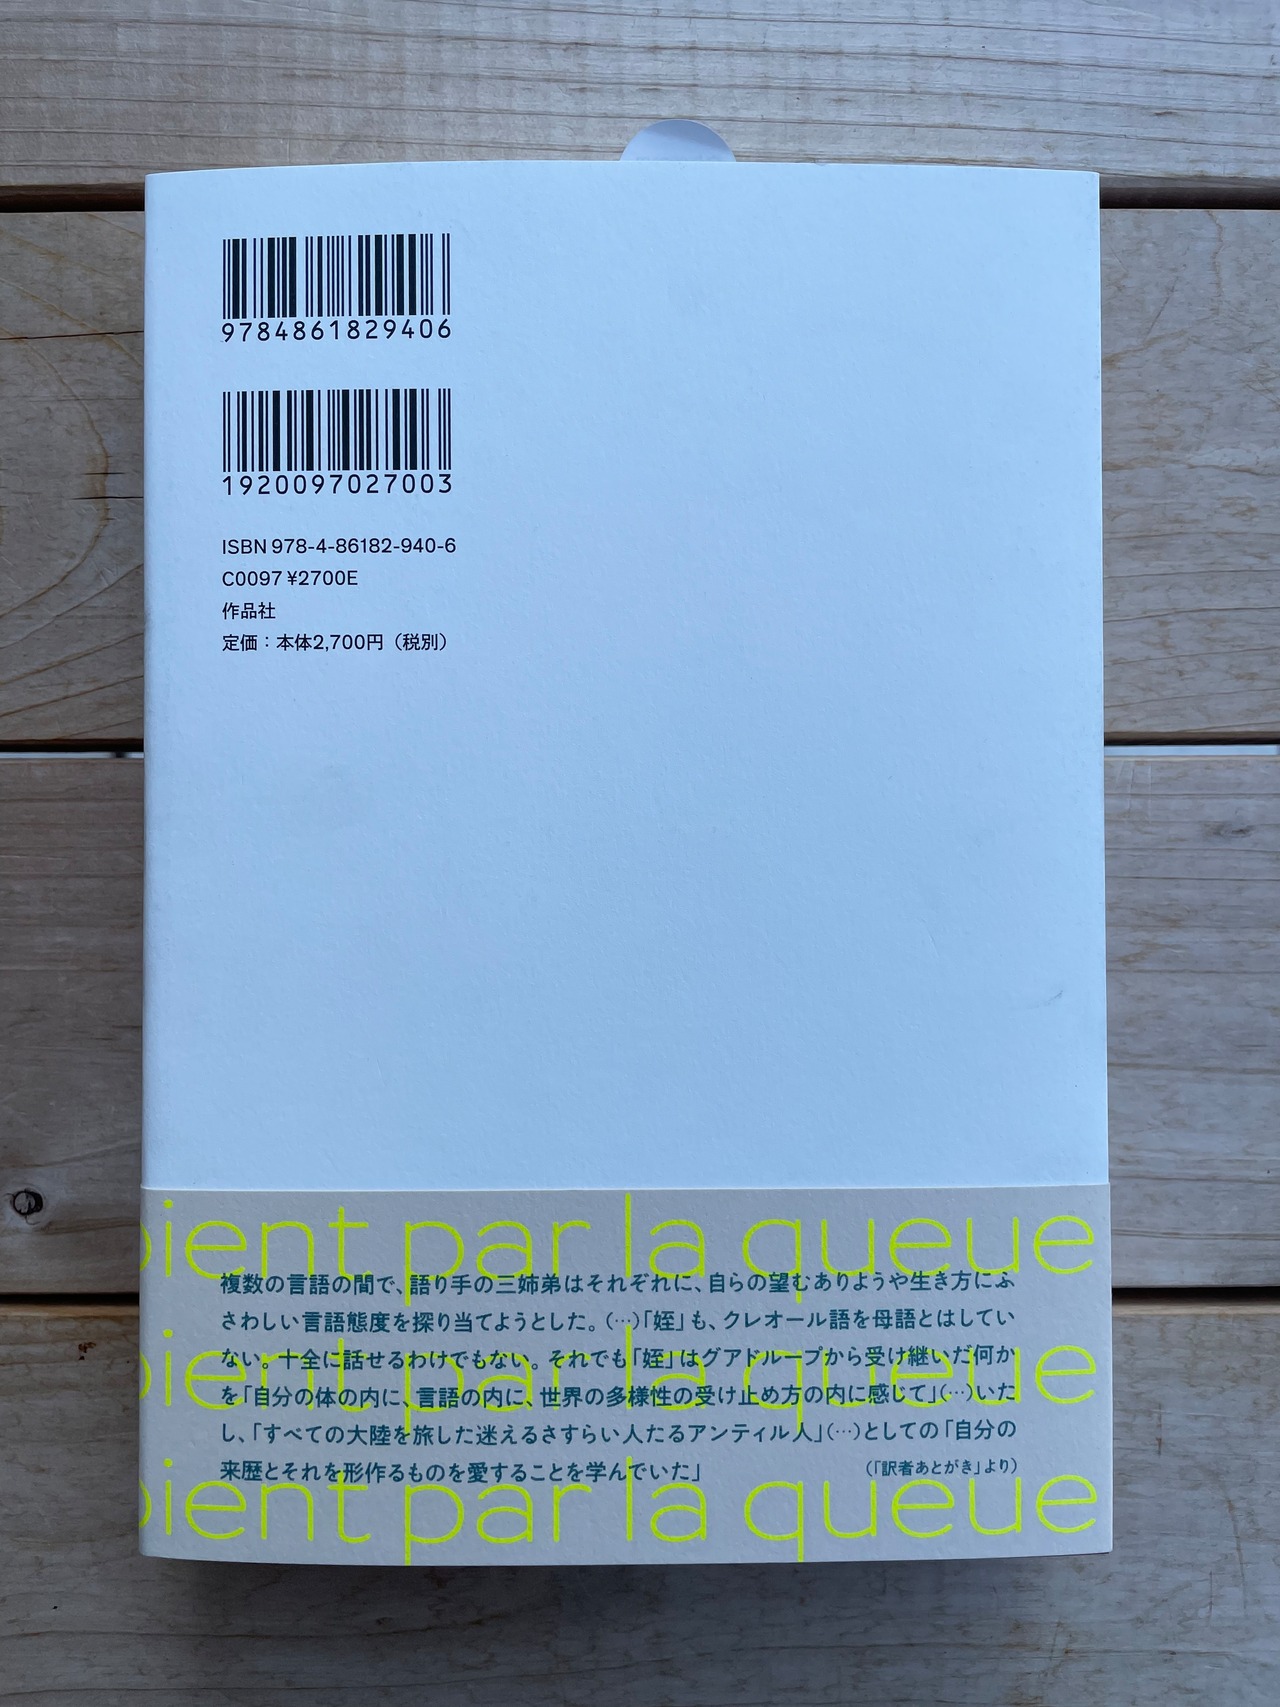 9784861829406
1920097027003
ISBN 978-4-86182-940-6
C0097 ¥2700E
作品社
定価：本体2,700円（税別）
ient par la queue
複数の言語の間で、語り手の三姉弟はそれぞれに、自らの望むありようや生き方にふ
さわしい言語態度を探り当てようとした。(…)「姪」も、クレオール語を母語とはしてい
ない。十全に話せるわけでもない。それでも「姪」はグアドループから受け継いだ何か
を「自分の体の内に、言語の内に、世界の多様性の受け止め方の内に感じて」(…)いた
し、「すべての大陸を旅した迷えるさすらい人たるアンティル人」(…)としての「自分の
来歴とそれを形作るものを愛することを学んでいた」
（「訳者あとがき」より）
ient par la queue
ient par la queue